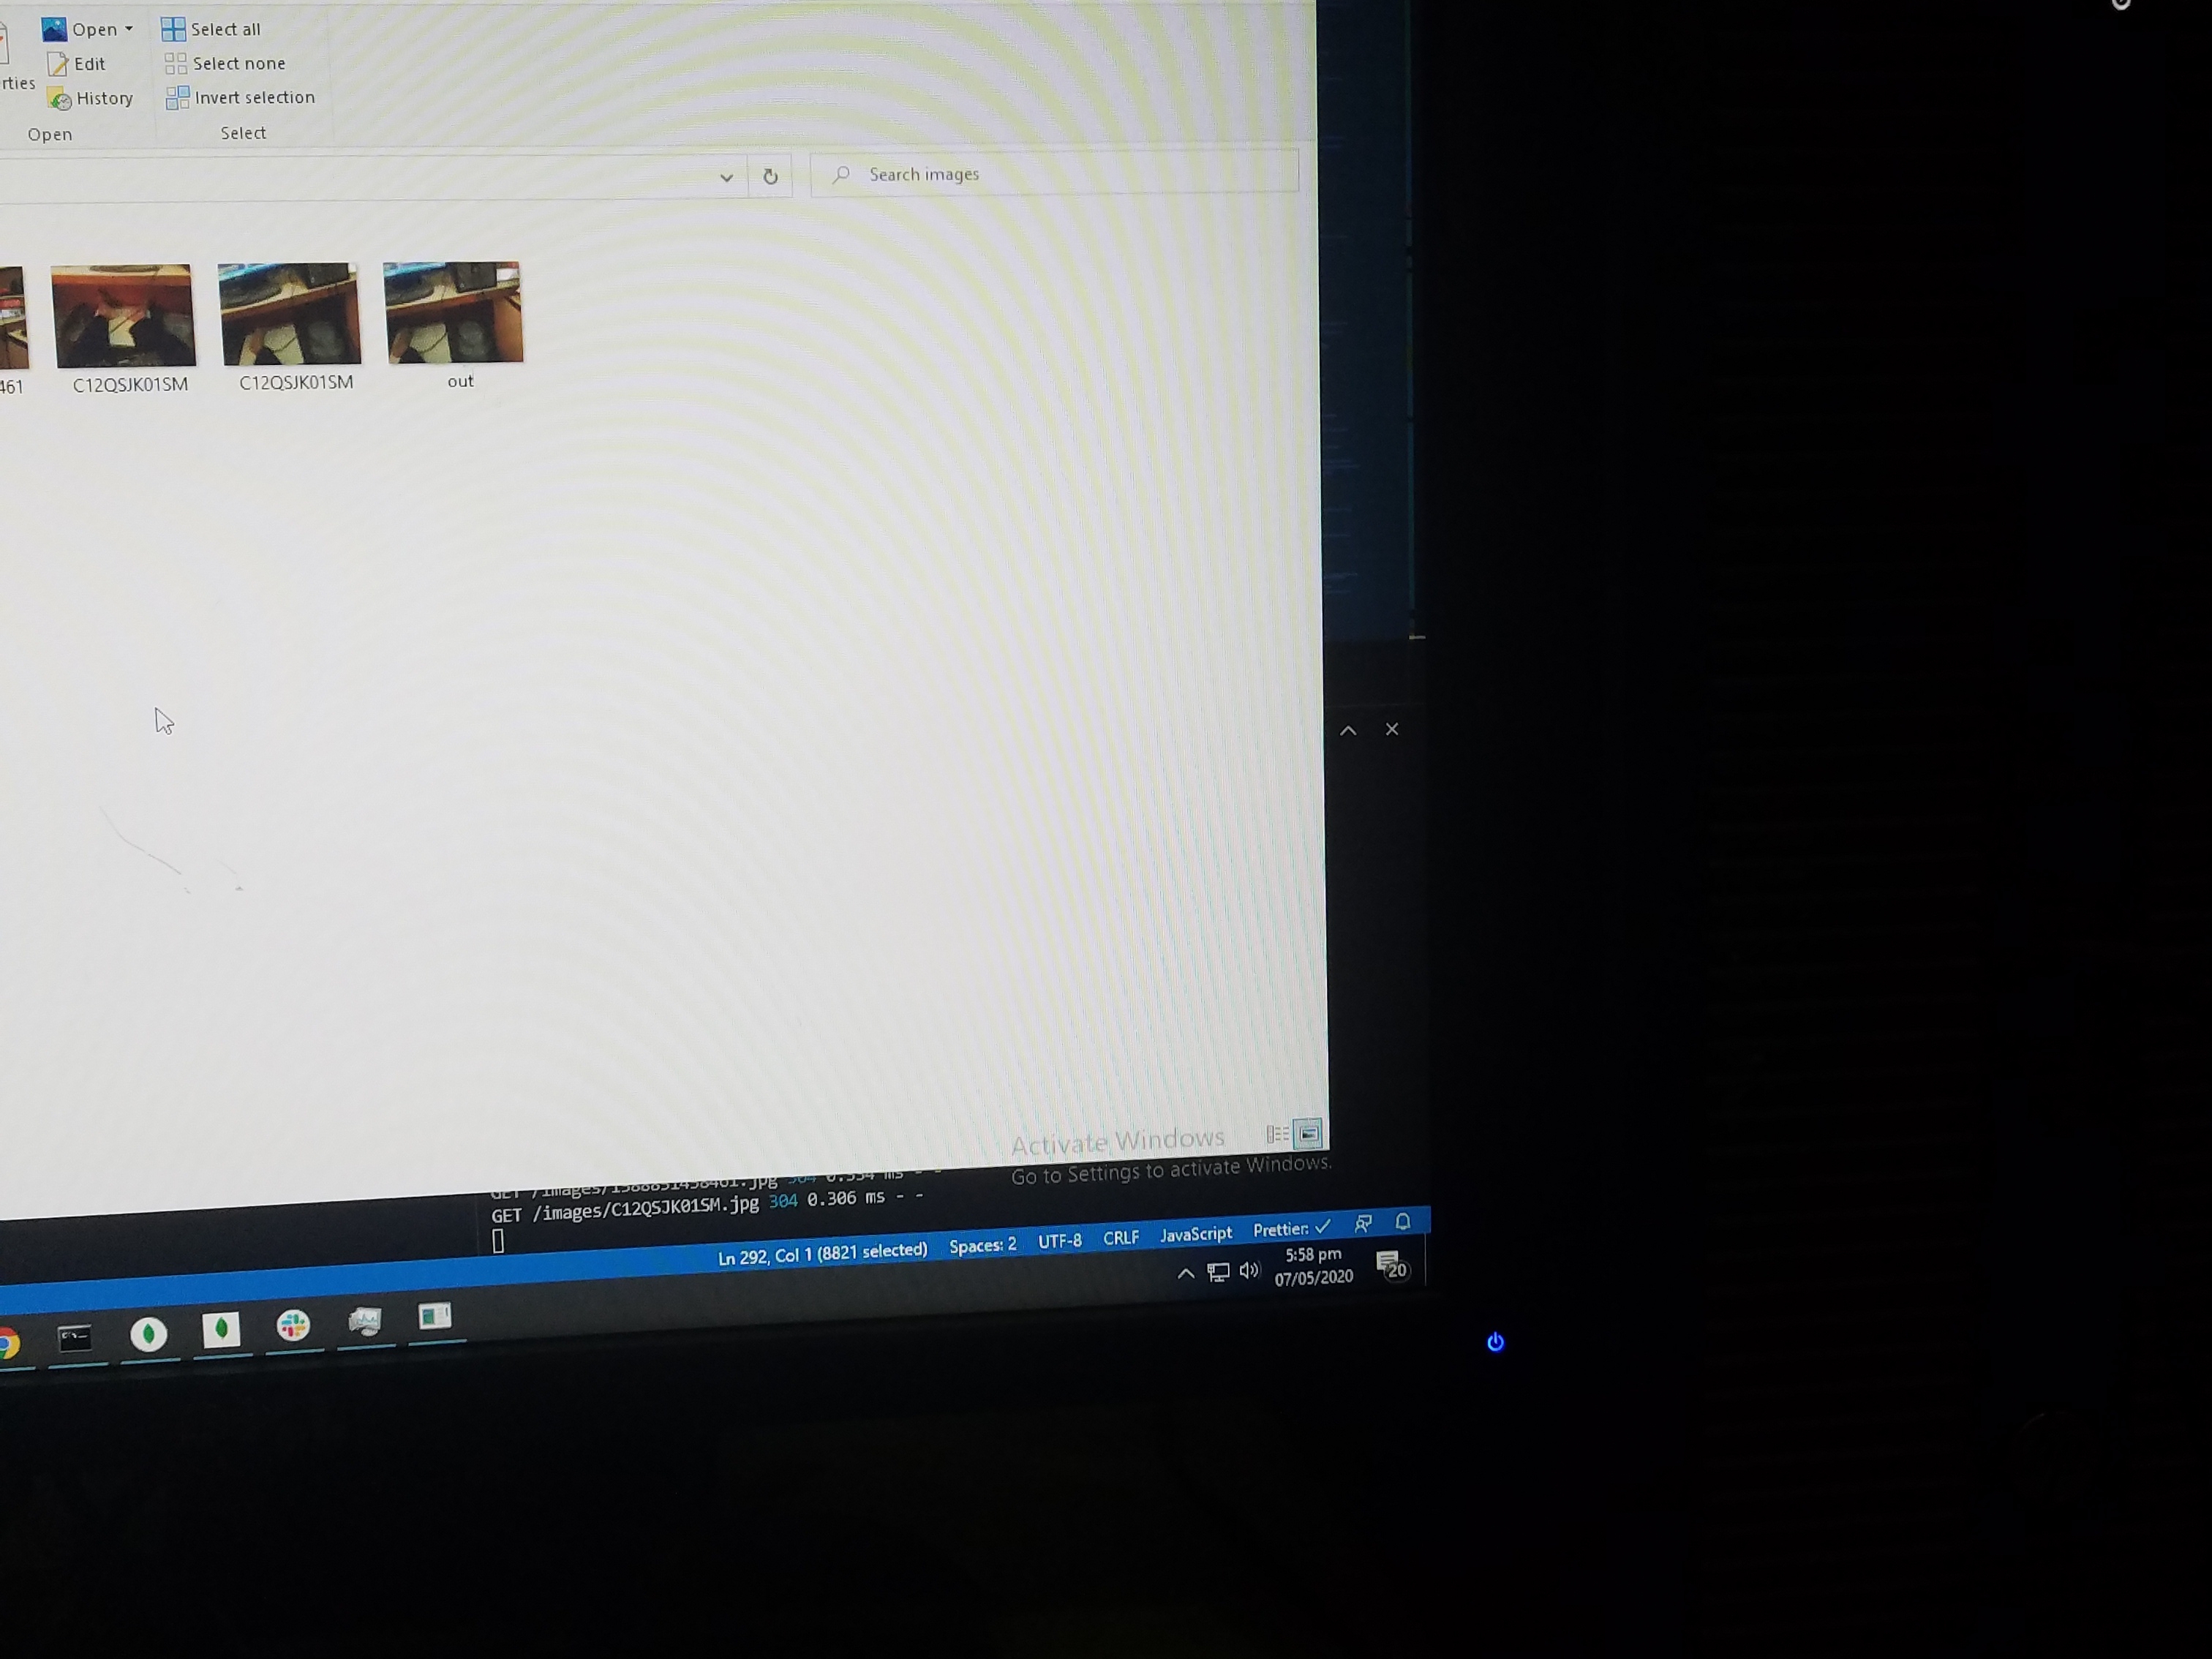 Open
Select all
Edit
Select none
rties
History
Invert selection
Open
Select
Search images
461
C12QSJK01SM
C12QSJK01SM
out
Activate Windows
Go to Settings to activate Windows.
GET /images/C12QSJK01SM.jpg 304 0.306 ms - -
Ln 292, Col 1 (8821 selected)
Spaces: 2
UTF-8
CRLF
JavaScript
Prettier: ✓
5:58 pm
07/05/2020
20